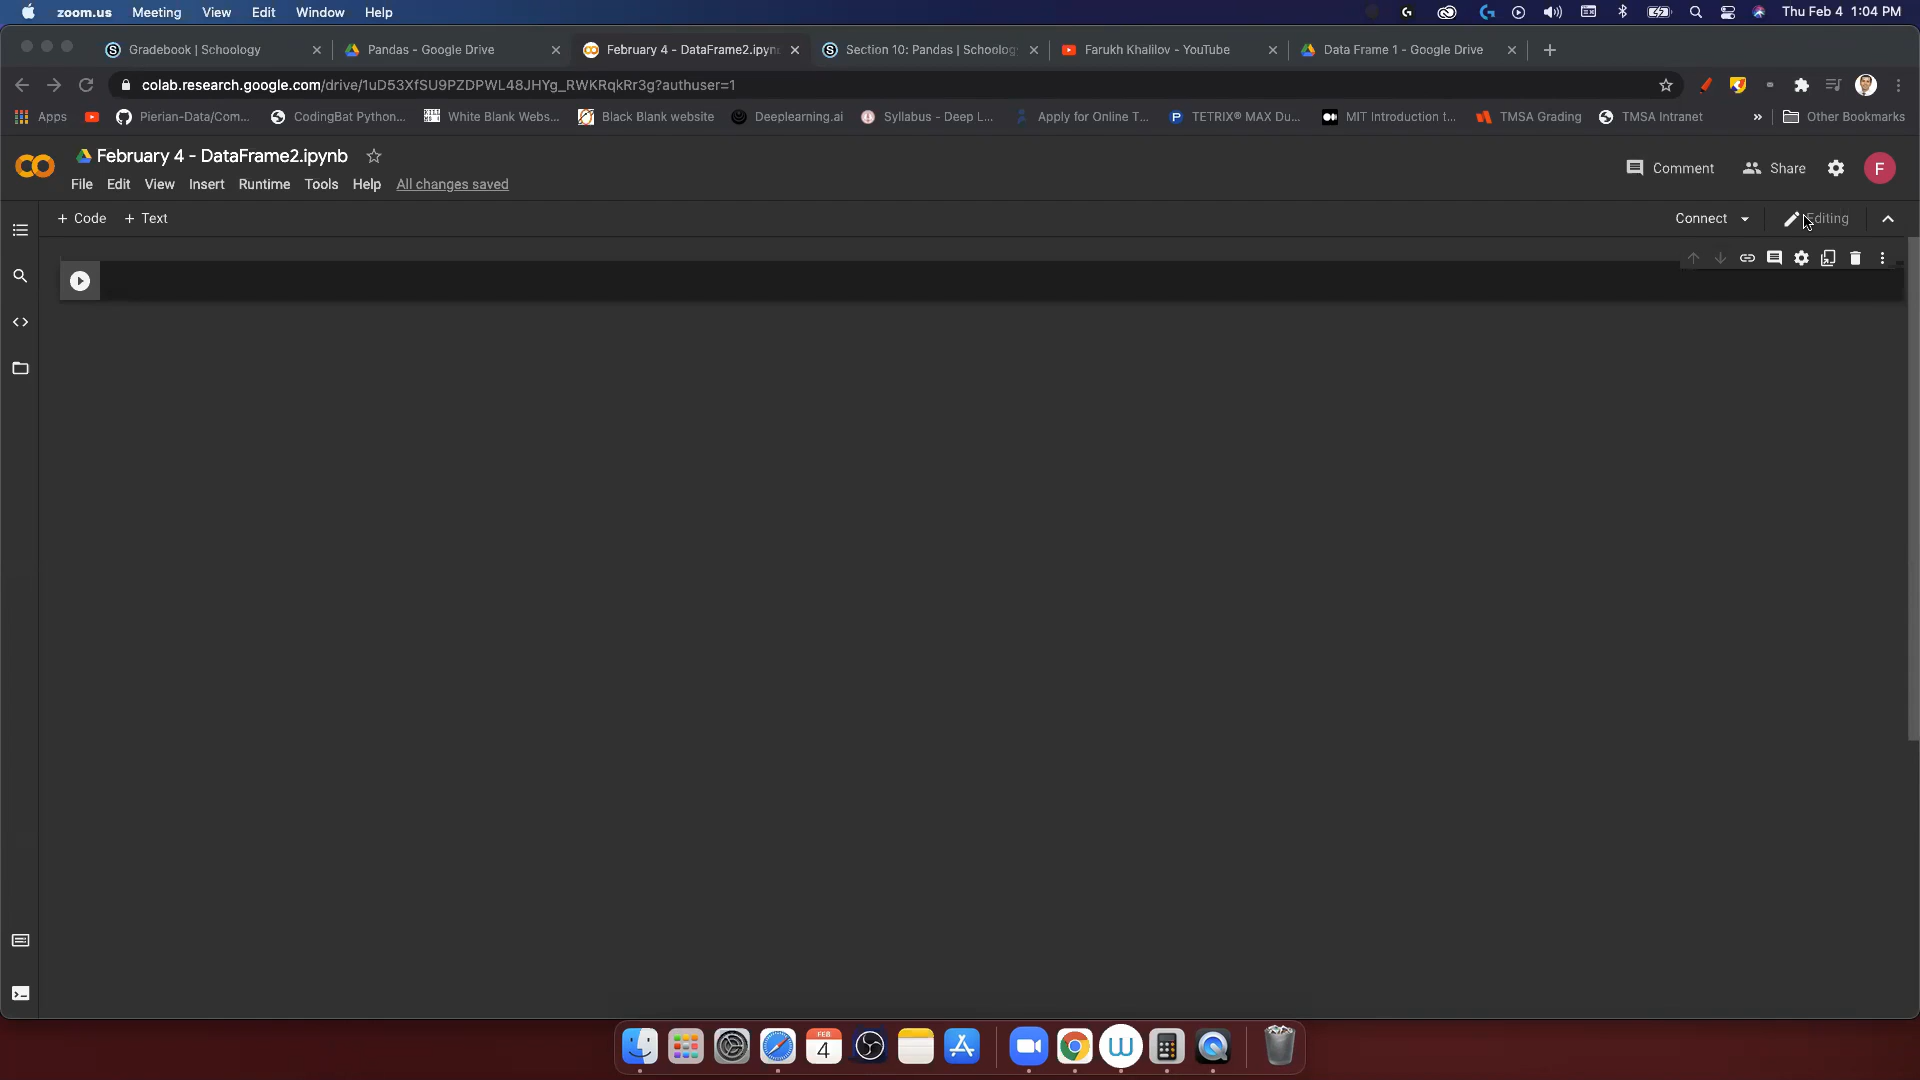 zoom.us Meeting View Edit Window Help Thu Feb 4 1:04 PM
Gradebook | Schoology Pandas - Google Drive February 4 - DataFrame2.ipyn Section 10: Pandas | Schoolog Farukh Khalilov - YouTube Data Frame 1 - Google Drive
colab.research.google.com/drive/1uD53XfSU9PZDPWL48JHYg_RWKRqkRr3g?authuser=1
Apps Pierian-Data/Com... CodingBat Python... White Blank Webs... Black Blank website Deeplearning.ai Syllabus - Deep L... Apply for Online T... TETRIX® MAX Du... MIT Introduction t... TMSA Grading TMSA Intranet » Other Bookmarks
February 4 - DataFrame2.ipynb
Comment Share F
File Edit View Insert Runtime Tools Help All changes saved
+ Code + Text Connect Editing
FEB
4